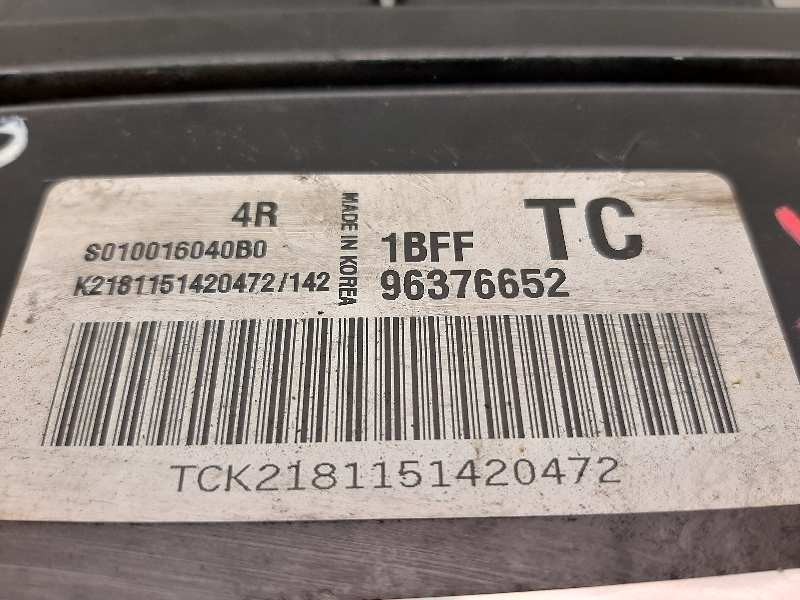 4R
S010016040B0
K2181151420472/142
MADE IN KOREA
1BFF
TC
96376652
TCK2181151420472